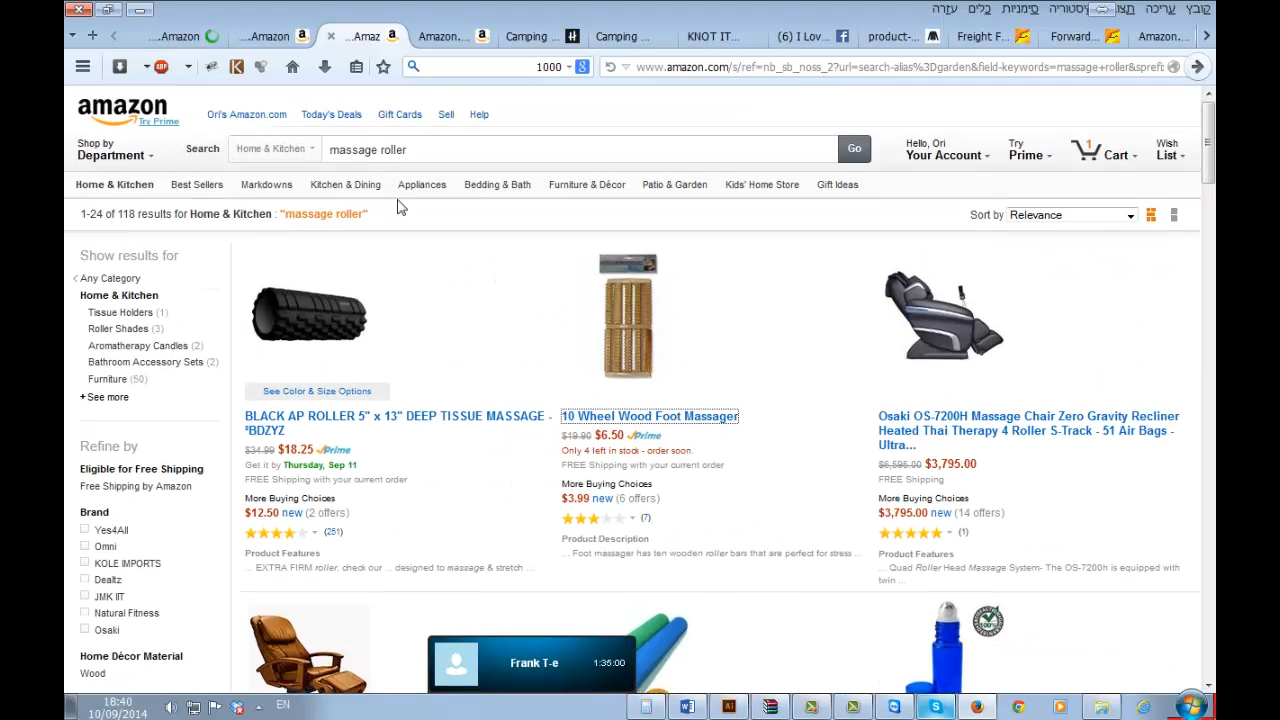 קובץ עריכה תצו יסטוריה סימניות כלים עזרה
...Amazon ...Amazon ...Amaz Amazon... Camping ... Camping ... KNOT IT... (6) I Lov... product-... Freight F... Forward... Amazon...
1000 www.amazon.com/s/ref=nb_sb_noss_2?url=search-alias%3Dgarden&field-keywords=massage+roller&sprefi
amazon
Try Prime
Ori's Amazon.com Today's Deals Gift Cards Sell Help
Shop by
Department
Search Home & Kitchen massage roller Go
Hello, Ori
Your Account
Try
Prime
1
Cart
Wish
List
Home & Kitchen Best Sellers Markdowns Kitchen & Dining Appliances Bedding & Bath Furniture & Décor Patio & Garden Kids' Home Store Gift Ideas
1-24 of 118 results for Home & Kitchen : "massage roller" Sort by Relevance
Show results for
Any Category
Home & Kitchen
Tissue Holders (1)
Roller Shades (3)
Aromatherapy Candles (2)
Bathroom Accessory Sets (2)
Furniture (50)
+ See more
Refine by
Eligible for Free Shipping
Free Shipping by Amazon
Brand
Yes4All
Omni
KOLE IMPORTS
Dealtz
JMK IIT
Natural Fitness
Osaki
Home Décor Material
Wood
See Color & Size Options
BLACK AP ROLLER 5" x 13" DEEP TISSUE MASSAGE -
³BDZYZ
$34.99 $18.25 Prime
Get it by Thursday, Sep 11
FREE Shipping with your current order
More Buying Choices
$12.50 new (2 offers)
(251)
Product Features
... EXTRA FIRM roller, check our ... designed to massage & stretch ...
10 Wheel Wood Foot Massager
$19.90 $6.50 Prime
Only 4 left in stock - order soon.
FREE Shipping with your current order
More Buying Choices
$3.99 new (6 offers)
(7)
Product Description
... Foot massager has ten wooden roller bars that are perfect for stress ...
Osaki OS-7200H Massage Chair Zero Gravity Recliner
Heated Thai Therapy 4 Roller S-Track - 51 Air Bags -
Ultra...
$6,595.00 $3,795.00
FREE Shipping
More Buying Choices
$3,795.00 new (14 offers)
(1)
Product Features
... Quad Roller Head Massage System- The OS-7200h is equipped with
twin ...
Frank T-e 1:35:00
18:40
10/09/2014
EN